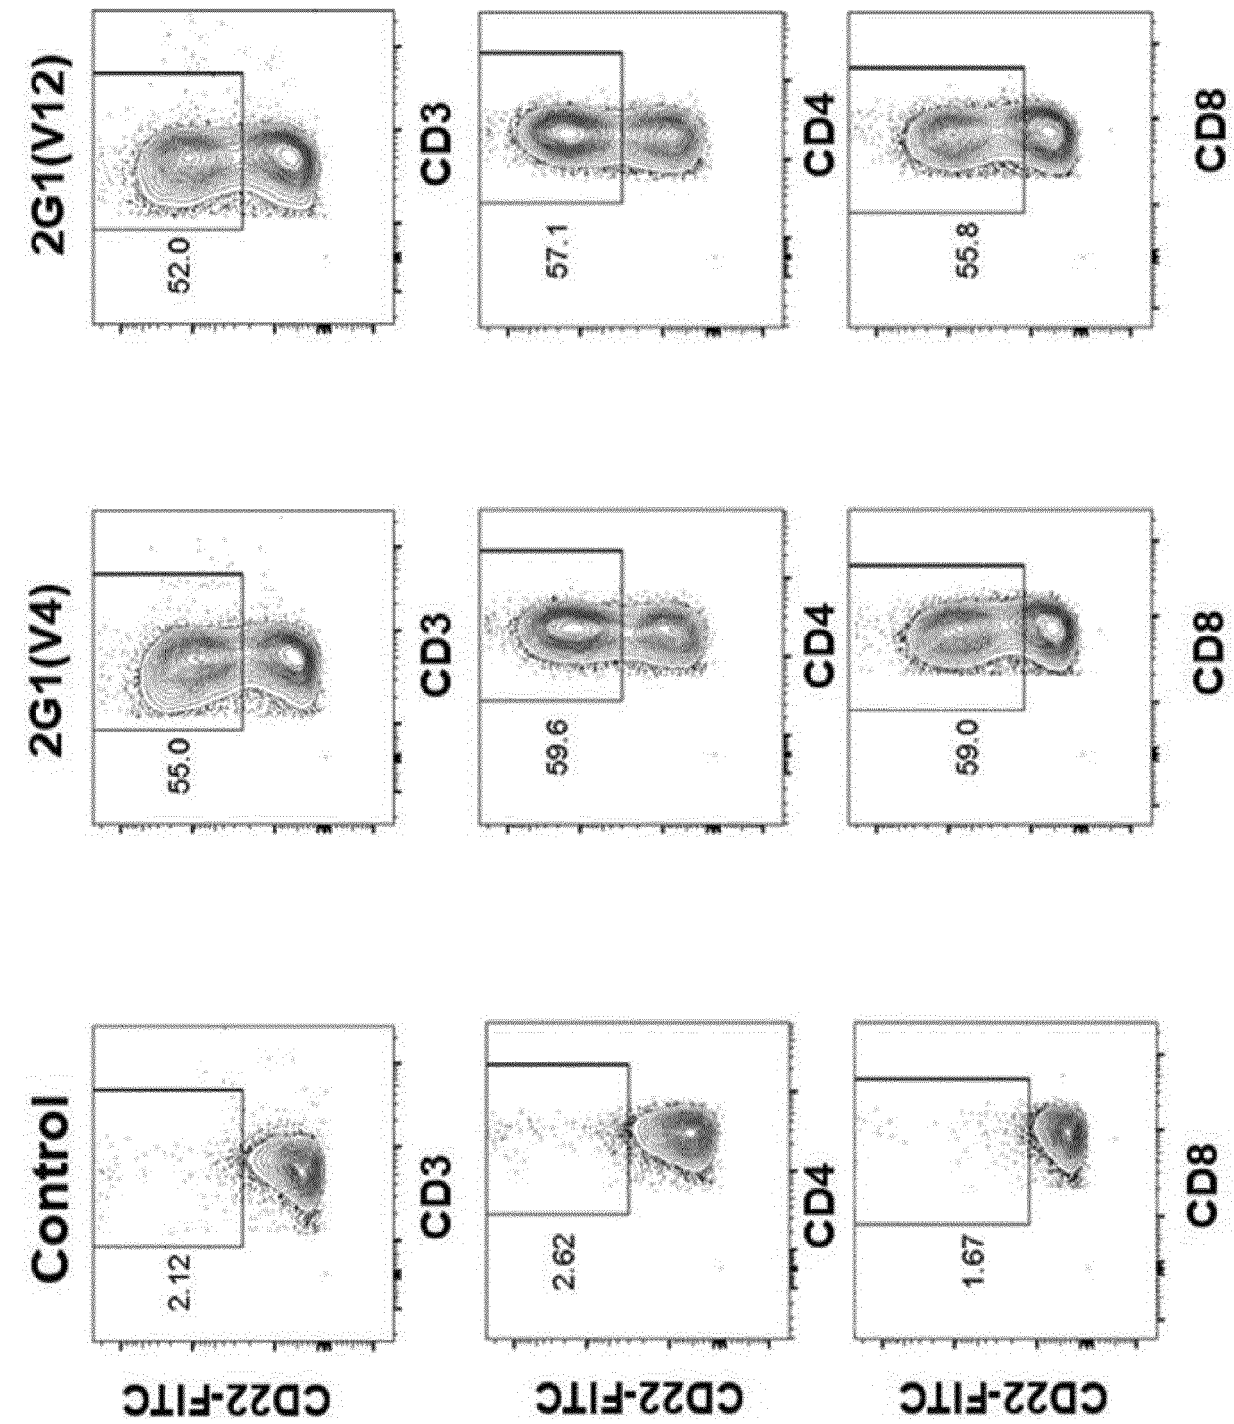 Control
2G1(V4)
2G1(V12)
CD22-FITC
2.12
55.0
52.0
CD3
CD3
CD3
CD22-FITC
2.62
59.6
57.1
CD4
CD4
CD4
CD22-FITC
1.67
59.0
55.8
CD8
CD8
CD8